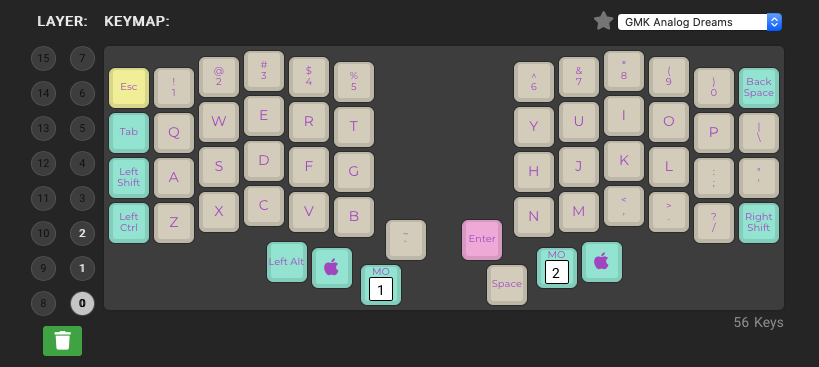 LAYER: KEYMAP: GMK Analog Dreams
15 7
14 6
13 5
12 4
11 3
10 2
9 1
8 0
Esc ! 1 @ 2 # 3 $ 4 % 5 ^ 6 & 7 * 8 ( 9 ) 0 Back Space
Tab Q W E R T Y U I O P | \
Left Shift A S D F G H J K L : ; " '
Left Ctrl Z X C V B N M < , > . ? / Right Shift
Left Alt MO 1 Enter Space MO 2
56 Keys